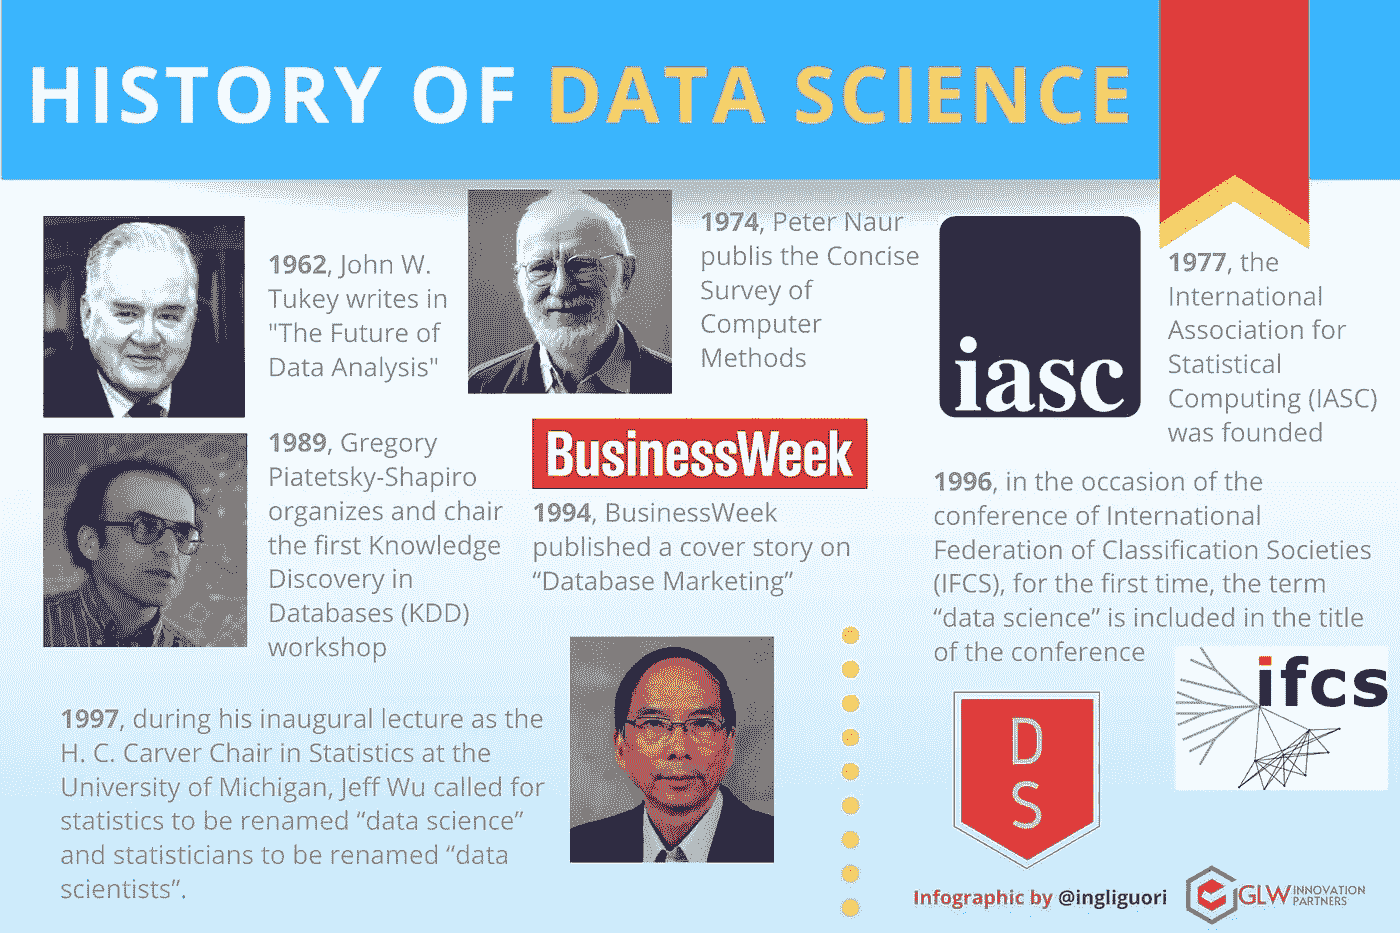 HISTORY OF DATA SCIENCE
1962, John W.
Tukey writes in
"The Future of
Data Analysis"
1974, Peter Naur
publis the Concise
Survey of
Computer
Methods
iasc
1977, the
International
Association for
Statistical
Computing (IASC)
was founded
1989, Gregory
Piatetsky-Shapiro
organizes and chair
the first Knowledge
Discovery in
Databases (KDD)
workshop
BusinessWeek
1994, BusinessWeek
published a cover story on
“Database Marketing”
1996, in the occasion of the
conference of International
Federation of Classification Societies
(IFCS), for the first time, the term
“data science” is included in the title
of the conference
ifcs
1997, during his inaugural lecture as the
H. C. Carver Chair in Statistics at the
University of Michigan, Jeff Wu called for
statistics to be renamed “data science”
and statisticians to be renamed “data
scientists”.
D
S
Infographic by @ingliguori
GLW INNOVATION
PARTNERS